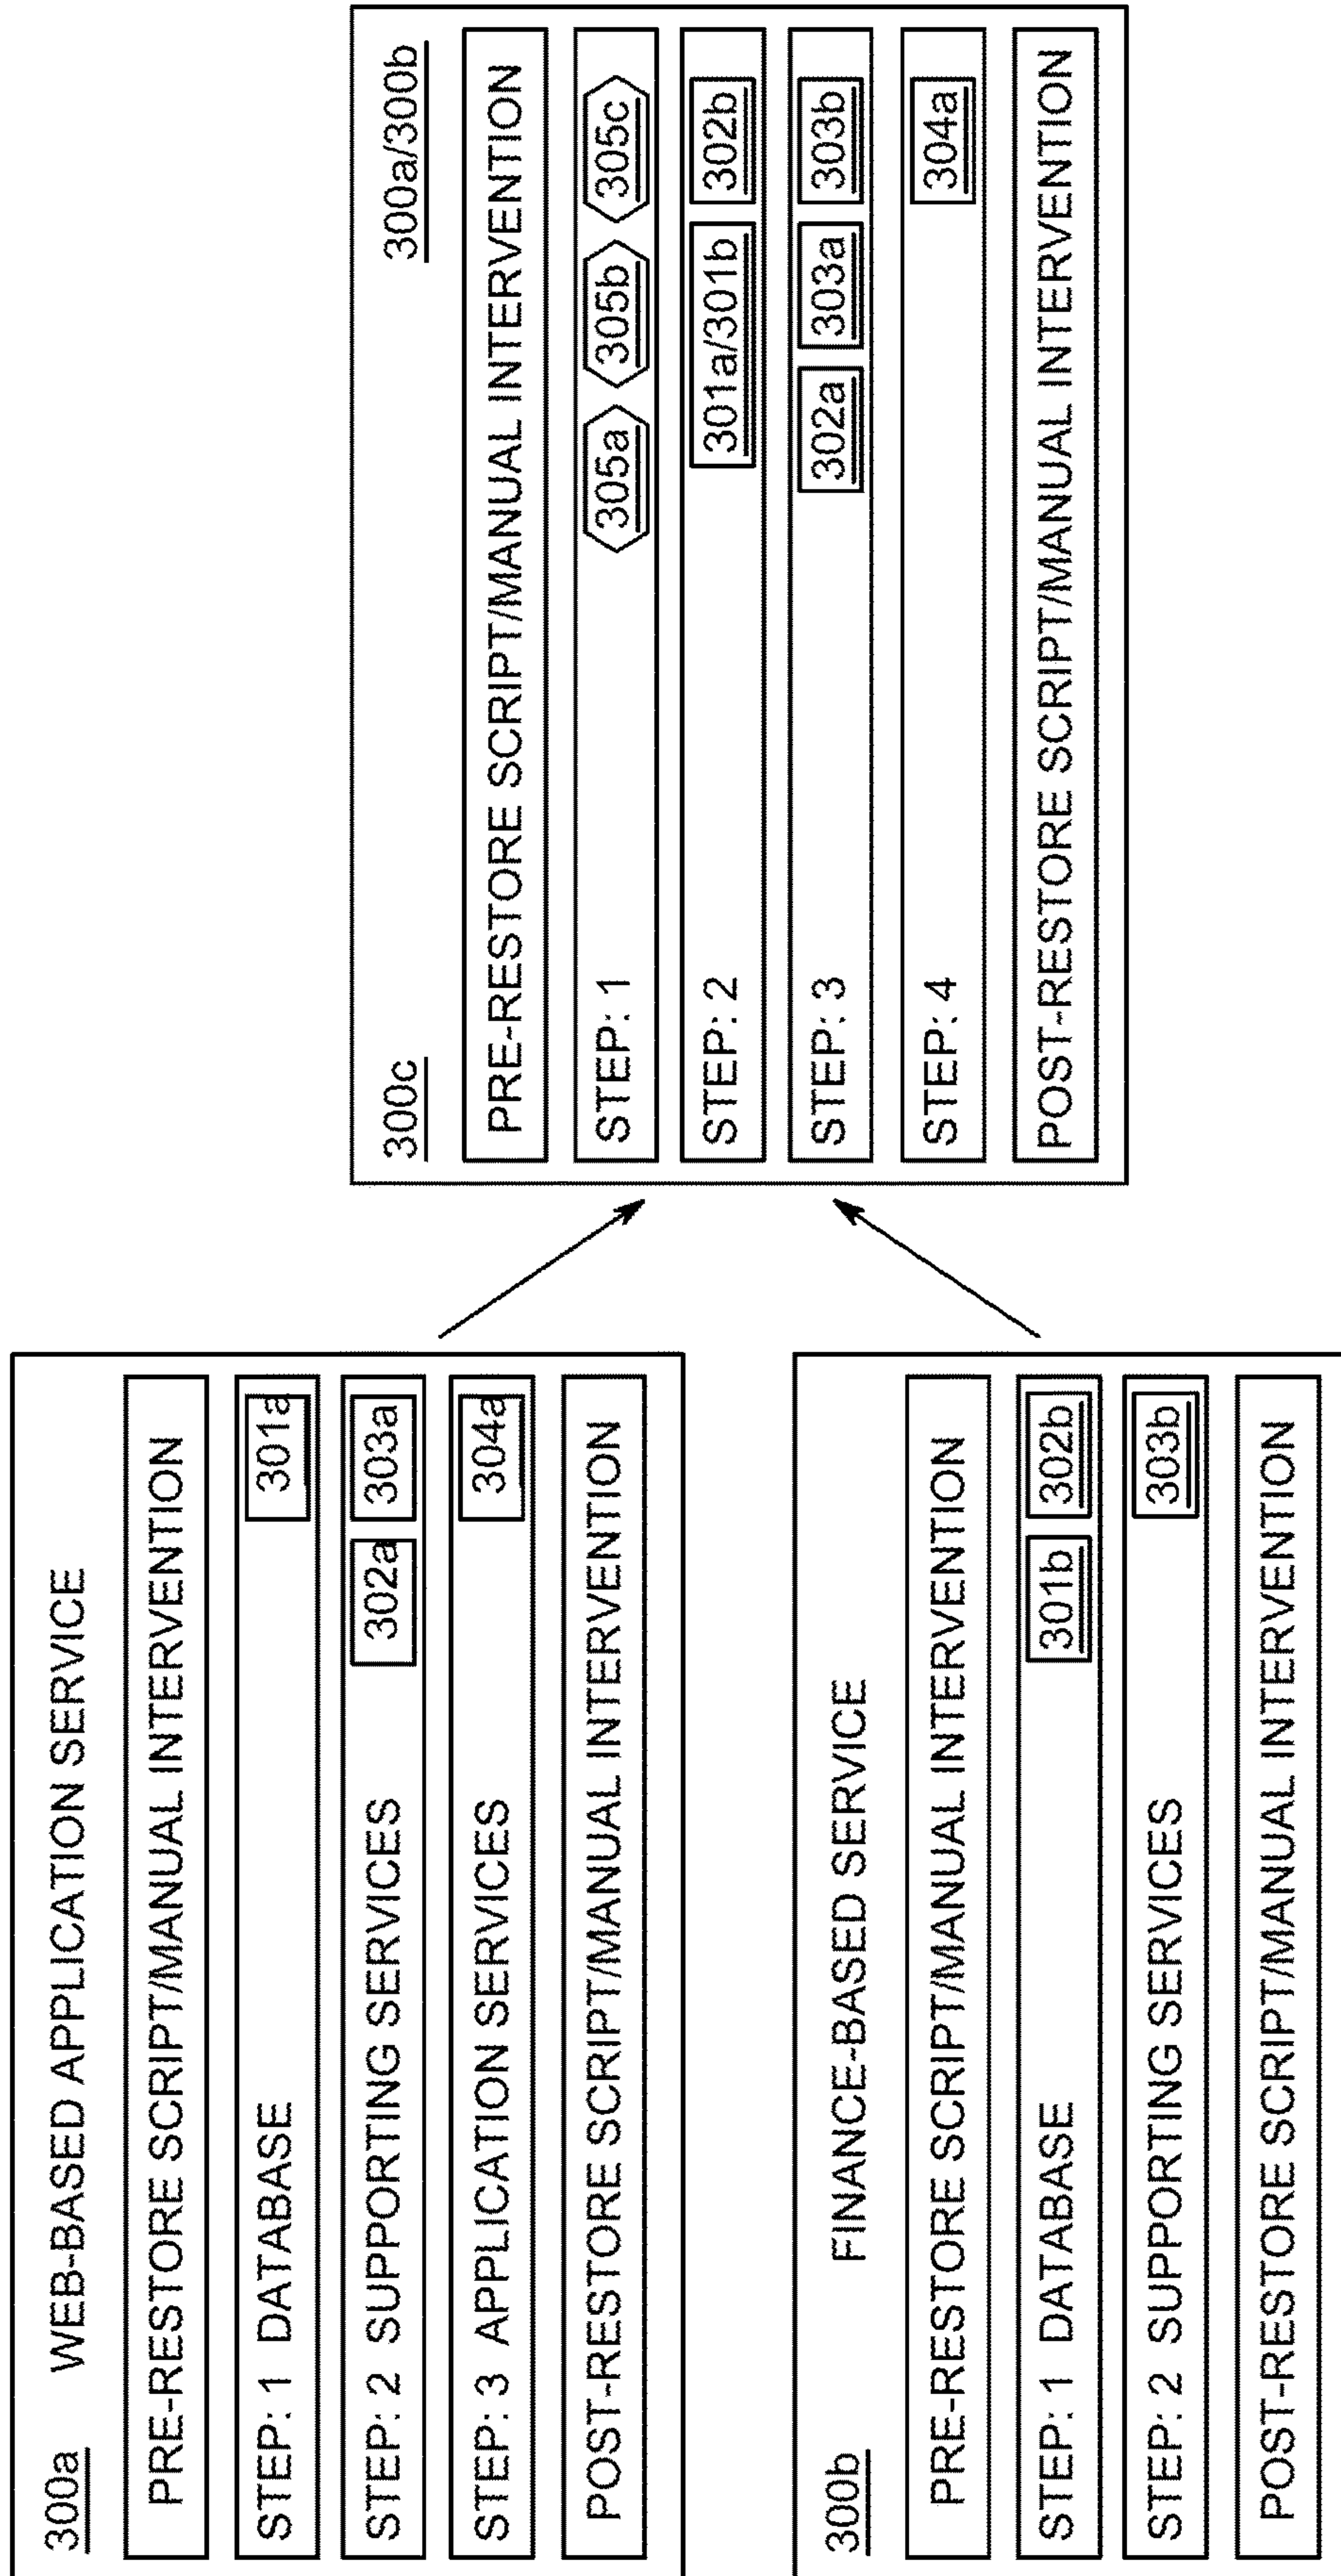 300a WEB-BASED APPLICATION SERVICE
PRE-RESTORE SCRIPT/MANUAL INTERVENTION
STEP: 1 DATABASE 301a
STEP: 2 SUPPORTING SERVICES 302a 303a
STEP: 3 APPLICATION SERVICES 304a
POST-RESTORE SCRIPT/MANUAL INTERVENTION
300b FINANCE-BASED SERVICE
PRE-RESTORE SCRIPT/MANUAL INTERVENTION
STEP: 1 DATABASE 301b 302b
STEP: 2 SUPPORTING SERVICES 303b
POST-RESTORE SCRIPT/MANUAL INTERVENTION
300c 300a/300b
PRE-RESTORE SCRIPT/MANUAL INTERVENTION
STEP: 1 305a 305b 305c
STEP: 2 301a/301b 302b
STEP: 3 302a 303a 303b
STEP: 4 304a
POST-RESTORE SCRIPT/MANUAL INTERVENTION